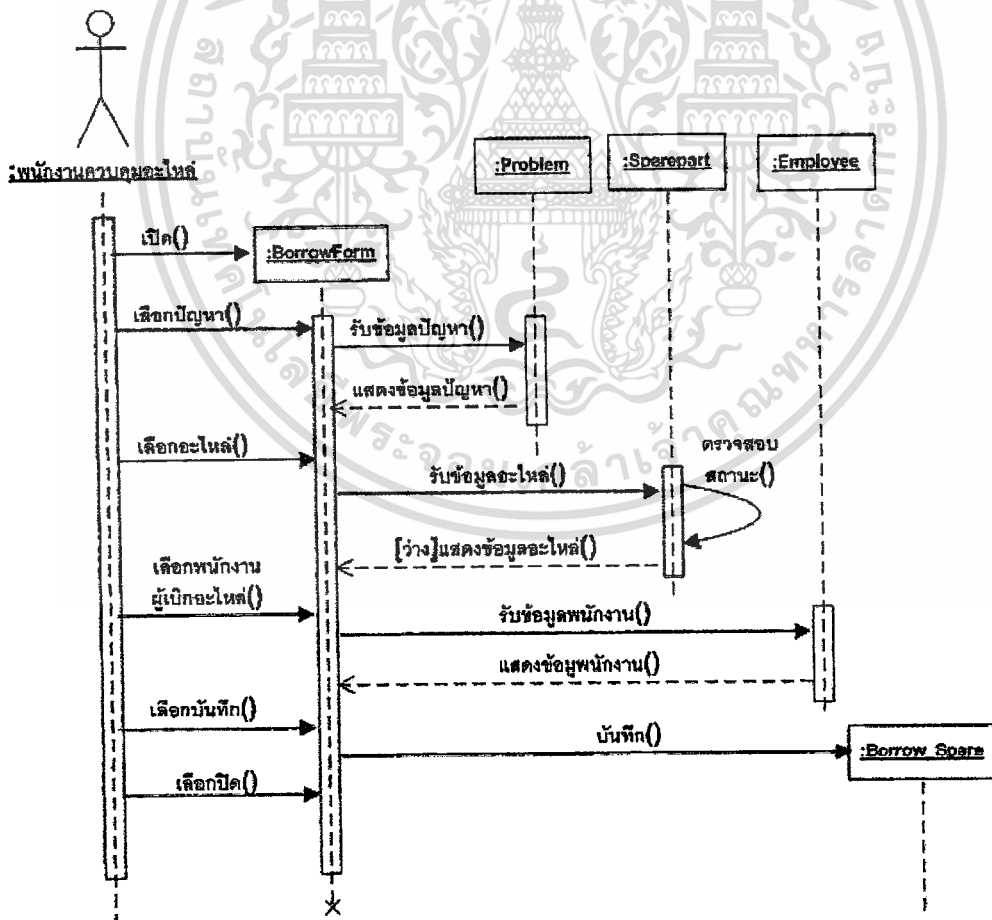 :พนักงานควบคุมอะไหล่
:Problem
:Sparepart
:Employee
เปิด()
:BorrowForm
เลือกปัญหา()
รับข้อมูลปัญหา()
แสดงข้อมูลปัญหา()
เลือกอะไหล่()
รับข้อมูลอะไหล่()
ตรวจสอบ
สถานะ()
[ว่าง]แสดงข้อมูลอะไหล่()
เลือกพนักงาน
ผู้เบิกอะไหล่()
รับข้อมูลพนักงาน()
แสดงข้อมูพนักงาน()
เลือกบันทึก()
บันทึก()
:Borrow_Spare
เลือกปิด()